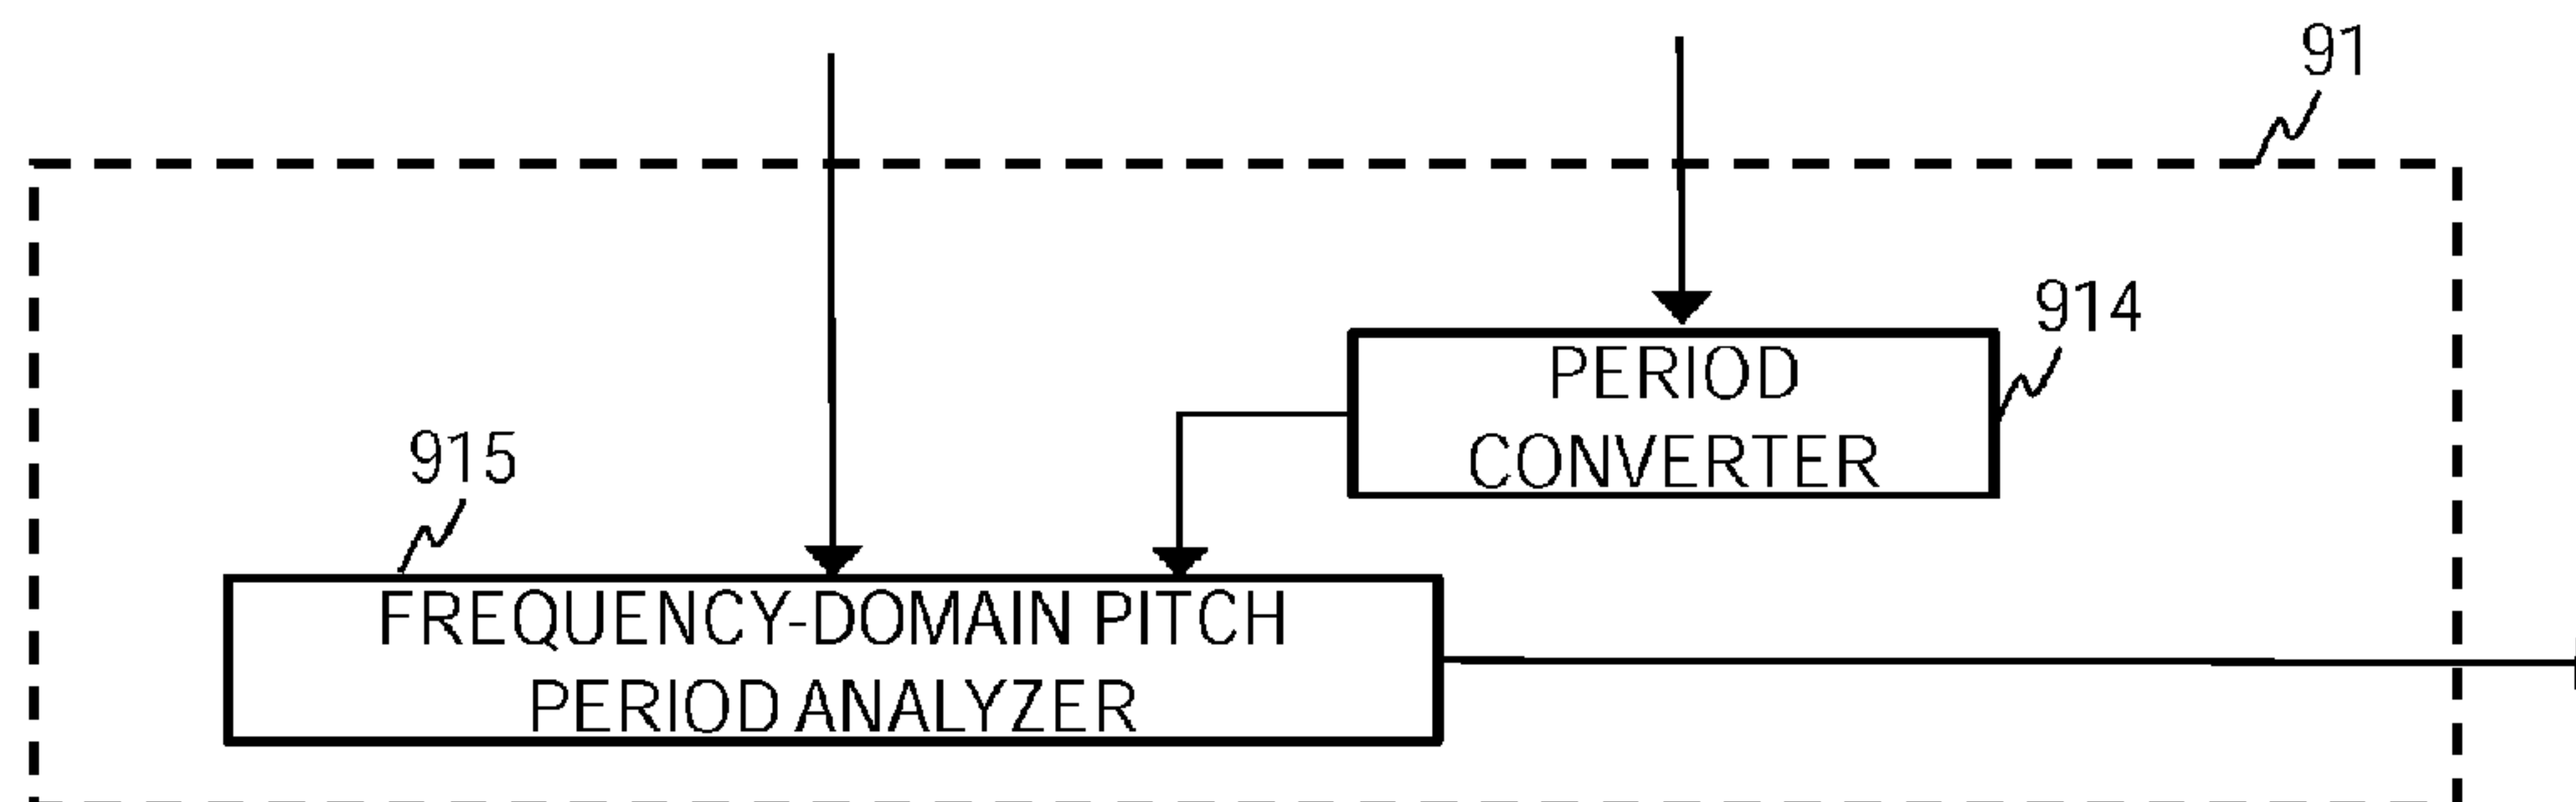 91
914
PERIOD
CONVERTER
915
FREQUENCY-DOMAIN PITCH
PERIOD ANALYZER